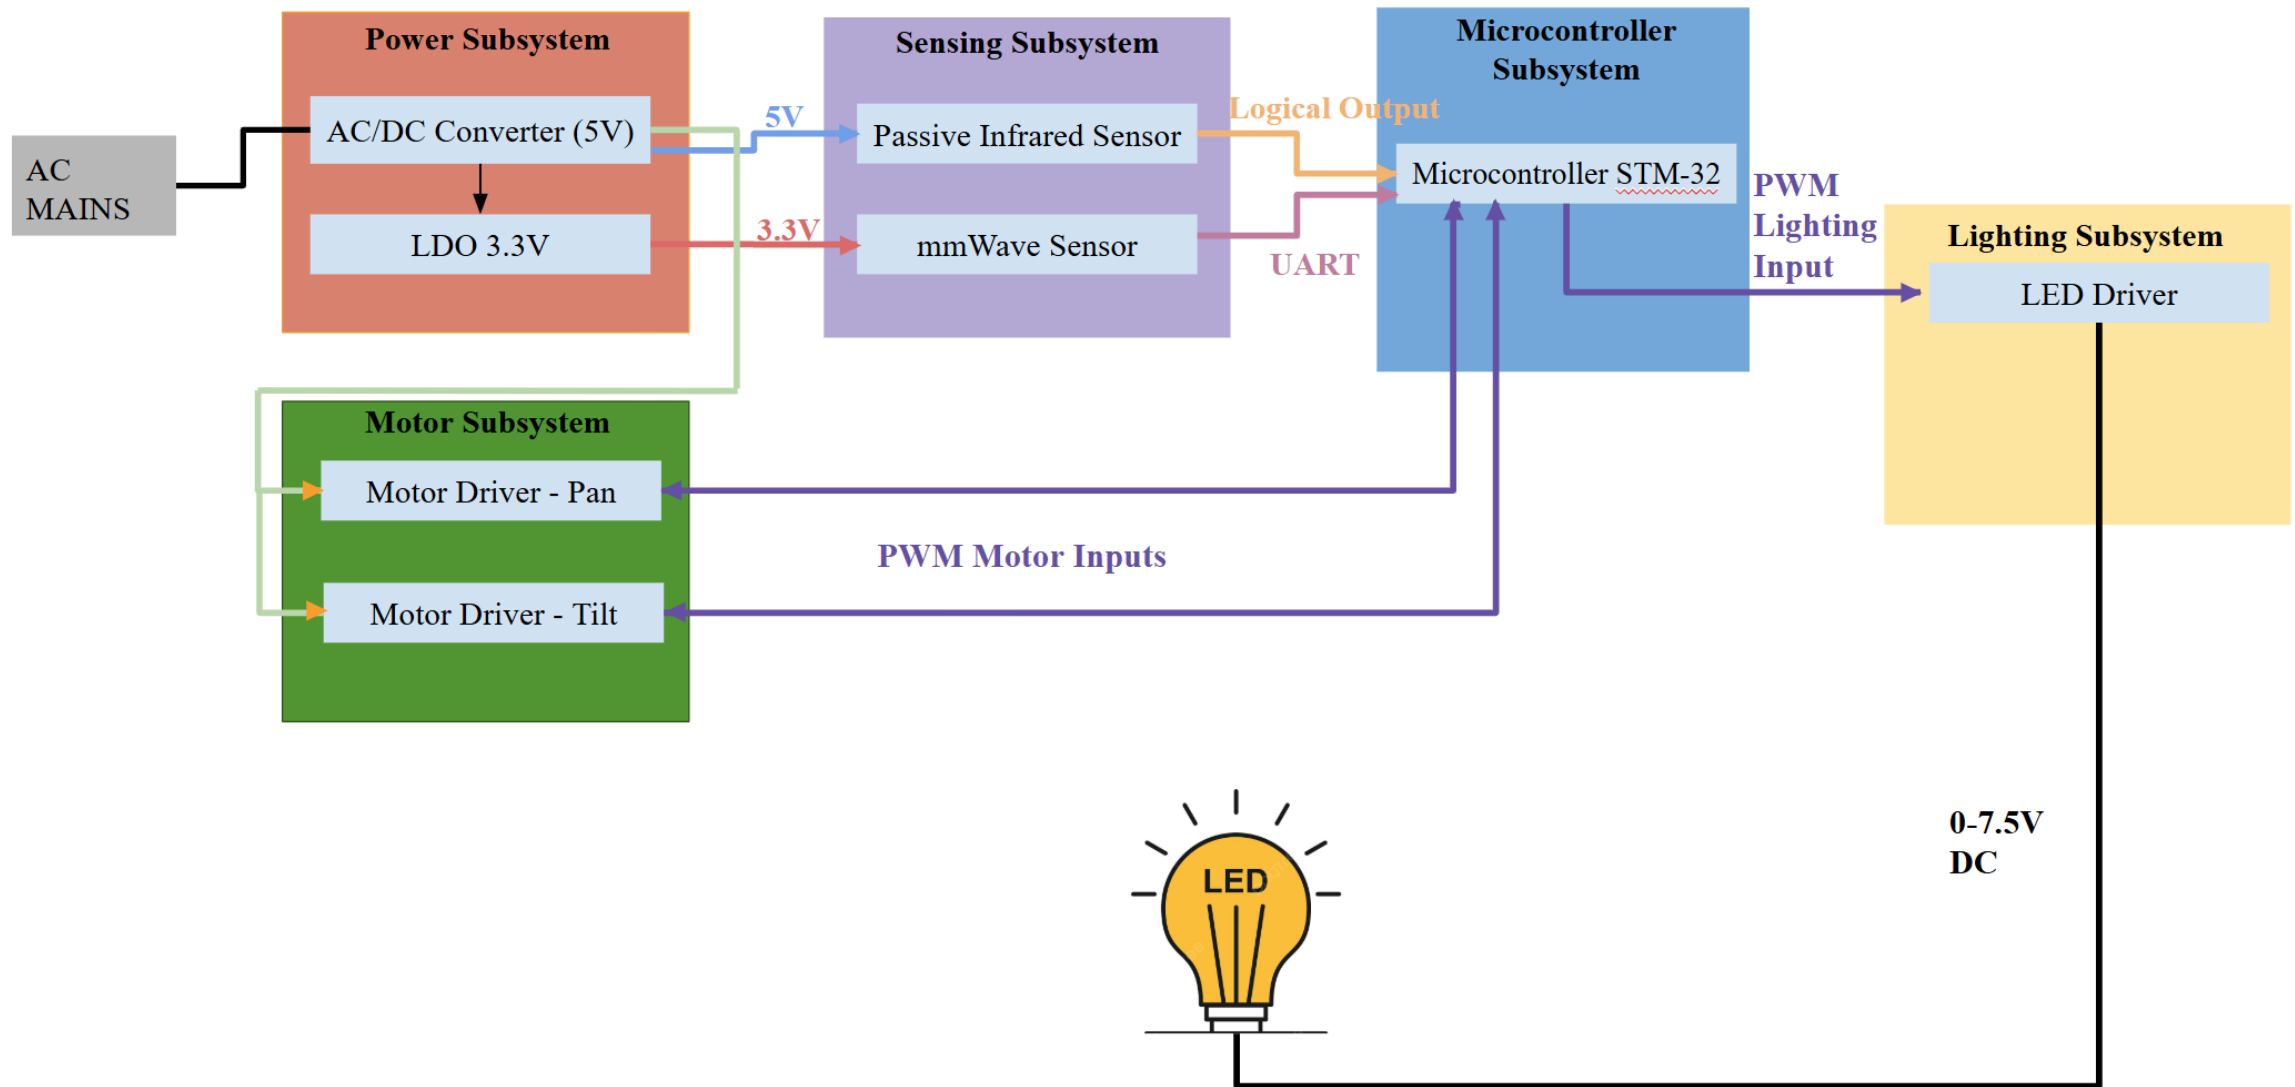 Power Subsystem
AC/DC Converter (5V)
LDO 3.3V
AC
MAINS
5V
3.3V
Sensing Subsystem
Passive Infrared Sensor
mmWave Sensor
Logical Output
UART
Microcontroller
Subsystem
Microcontroller STM-32
PWM
Lighting
Input
Lighting Subsystem
LED Driver
Motor Subsystem
Motor Driver - Pan
Motor Driver - Tilt
PWM Motor Inputs
LED
0-7.5V
DC